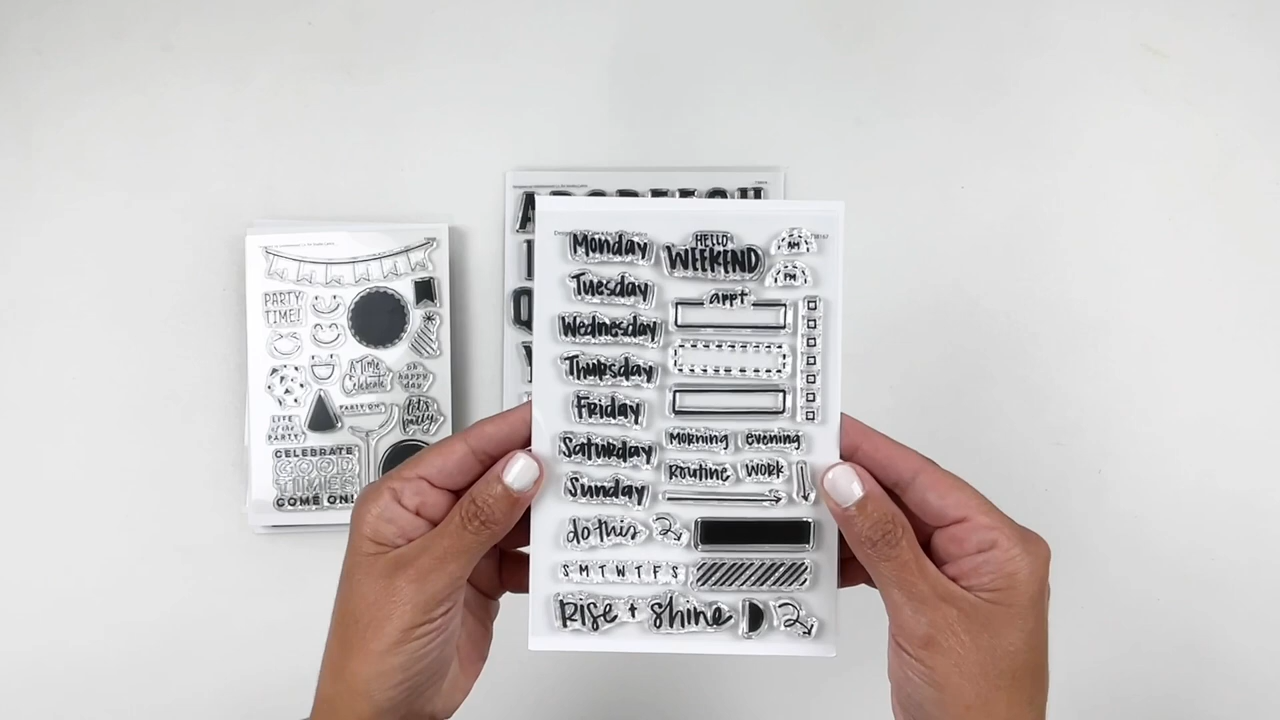 Monday
HELLO
WEEKEND
AM
PM
Tuesday
appt
Wednesday
Thursday
Friday
Saturday
Sunday
Morning
evening
Routine
Work
do this
S M T W T F S
Rise + shine
PARTY
TIME!
A Time
to
Celebrate
oh
happy
day
PARTY ON
let's
party
LIFE
of the
PARTY
CELEBRATE
GOOD
TIMES
COME ON!
A B C D E F G H
I
Q
Y